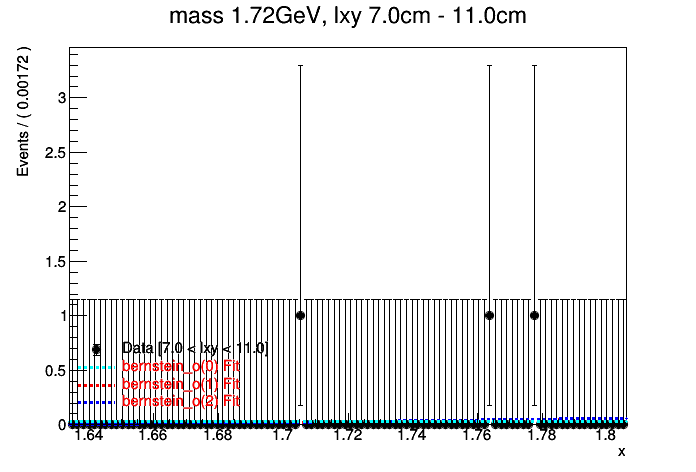 mass 1.72GeV, lxy 7.0cm - 11.0cm
Events / ( 0.00172 )
3
2.5
2
1.5
1
0.5
0
Data [7.0 < lxy < 11.0]
bernstein_o(0) Fit
bernstein_o(1) Fit
bernstein_o(2) Fit
1.64 1.66 1.68 1.7 1.72 1.74 1.76 1.78 1.8
x